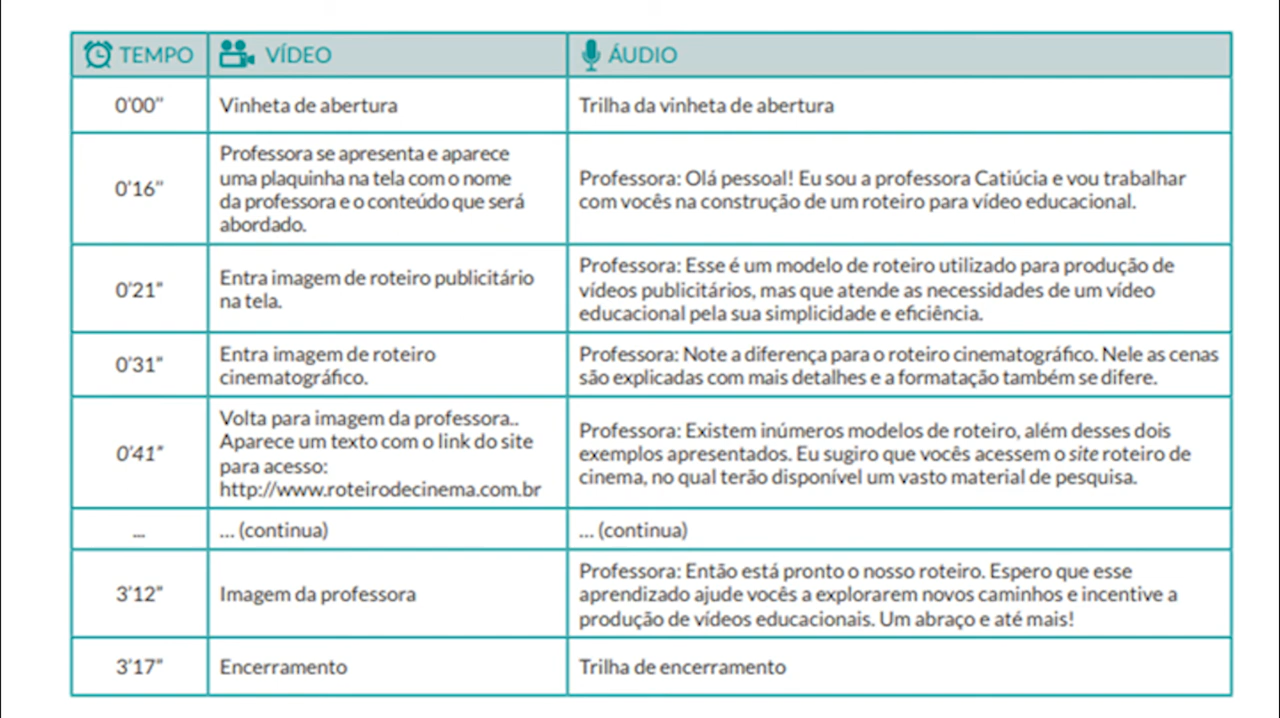 TEMPO
VÍDEO
ÁUDIO
0'00"
Vinheta de abertura
Trilha da vinheta de abertura
0'16"
Professora se apresenta e aparece
uma plaquinha na tela com o nome
da professora e o conteúdo que será
abordado.
Professora: Olá pessoal! Eu sou a professora Catiúcia e vou trabalhar
com vocês na construção de um roteiro para vídeo educacional.
0'21"
Entra imagem de roteiro publicitário
na tela.
Professora: Esse é um modelo de roteiro utilizado para produção de
vídeos publicitários, mas que atende as necessidades de um vídeo
educacional pela sua simplicidade e eficiência.
0'31"
Entra imagem de roteiro
cinematográfico.
Professora: Note a diferença para o roteiro cinematográfico. Nele as cenas
são explicadas com mais detalhes e a formatação também se difere.
0'41"
Volta para imagem da professora..
Aparece um texto com o link do site
para acesso:
http://www.roteirodecinema.com.br
Professora: Existem inúmeros modelos de roteiro, além desses dois
exemplos apresentados. Eu sugiro que vocês acessem o site roteiro de
cinema, no qual terão disponível um vasto material de pesquisa.
...
... (continua)
... (continua)
3'12"
Imagem da professora
Professora: Então está pronto o nosso roteiro. Espero que esse
aprendizado ajude vocês a explorarem novos caminhos e incentive a
produção de vídeos educacionais. Um abraço e até mais!
3'17"
Encerramento
Trilha de encerramento